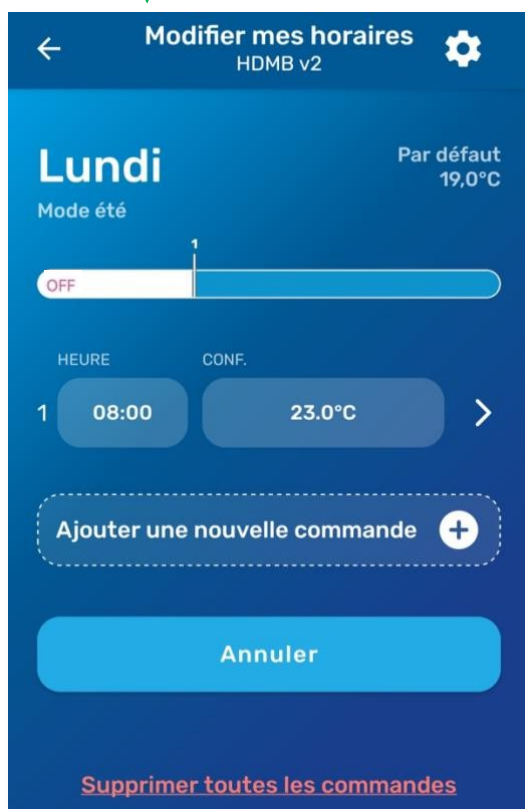 Modifier mes horaires
HDMB v2
Lundi
Par défaut
19,0°C
Mode été
1
OFF
HEURE CONF.
1 08:00 23.0°C
Ajouter une nouvelle commande
Annuler
Supprimer toutes les commandes